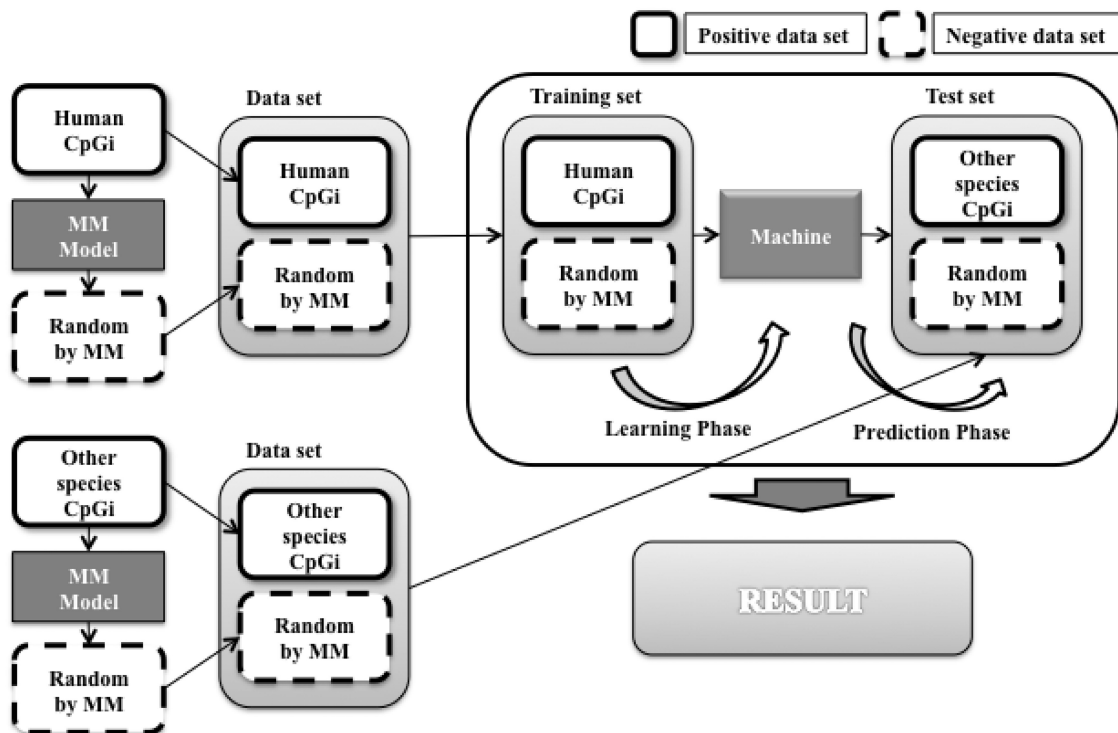 Positive data set
Negative data set
Human
CpGi
MM
Model
Random
by MM
Data set
Human
CpGi
Random
by MM
Training set
Human
CpGi
Random
by MM
Machine
Test set
Other
species
CpGi
Random
by MM
Learning Phase
Prediction Phase
Other
species
CpGi
MM
Model
Random
by MM
Data set
Other
species
CpGi
Random
by MM
RESULT